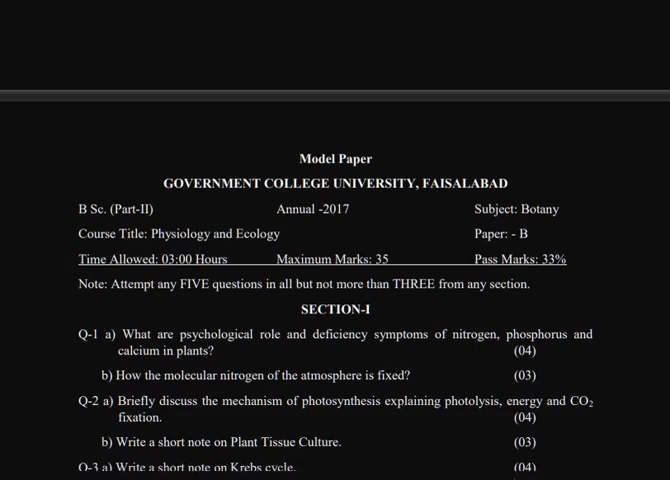 Model Paper
GOVERNMENT COLLEGE UNIVERSITY, FAISALABAD
B Sc. (Part-II) Annual -2017 Subject: Botany
Course Title: Physiology and Ecology Paper: - B
Time Allowed: 03:00 Hours Maximum Marks: 35 Pass Marks: 33%
Note: Attempt any FIVE questions in all but not more than THREE from any section.
SECTION-I
Q-1 a) What are psychological role and deficiency symptoms of nitrogen, phosphorus and
calcium in plants? (04)
b) How the molecular nitrogen of the atmosphere is fixed? (03)
Q-2 a) Briefly discuss the mechanism of photosynthesis explaining photolysis, energy and CO₂
fixation. (04)
b) Write a short note on Plant Tissue Culture. (03)
Q-3 a) Write a short note on Krebs cycle. (04)